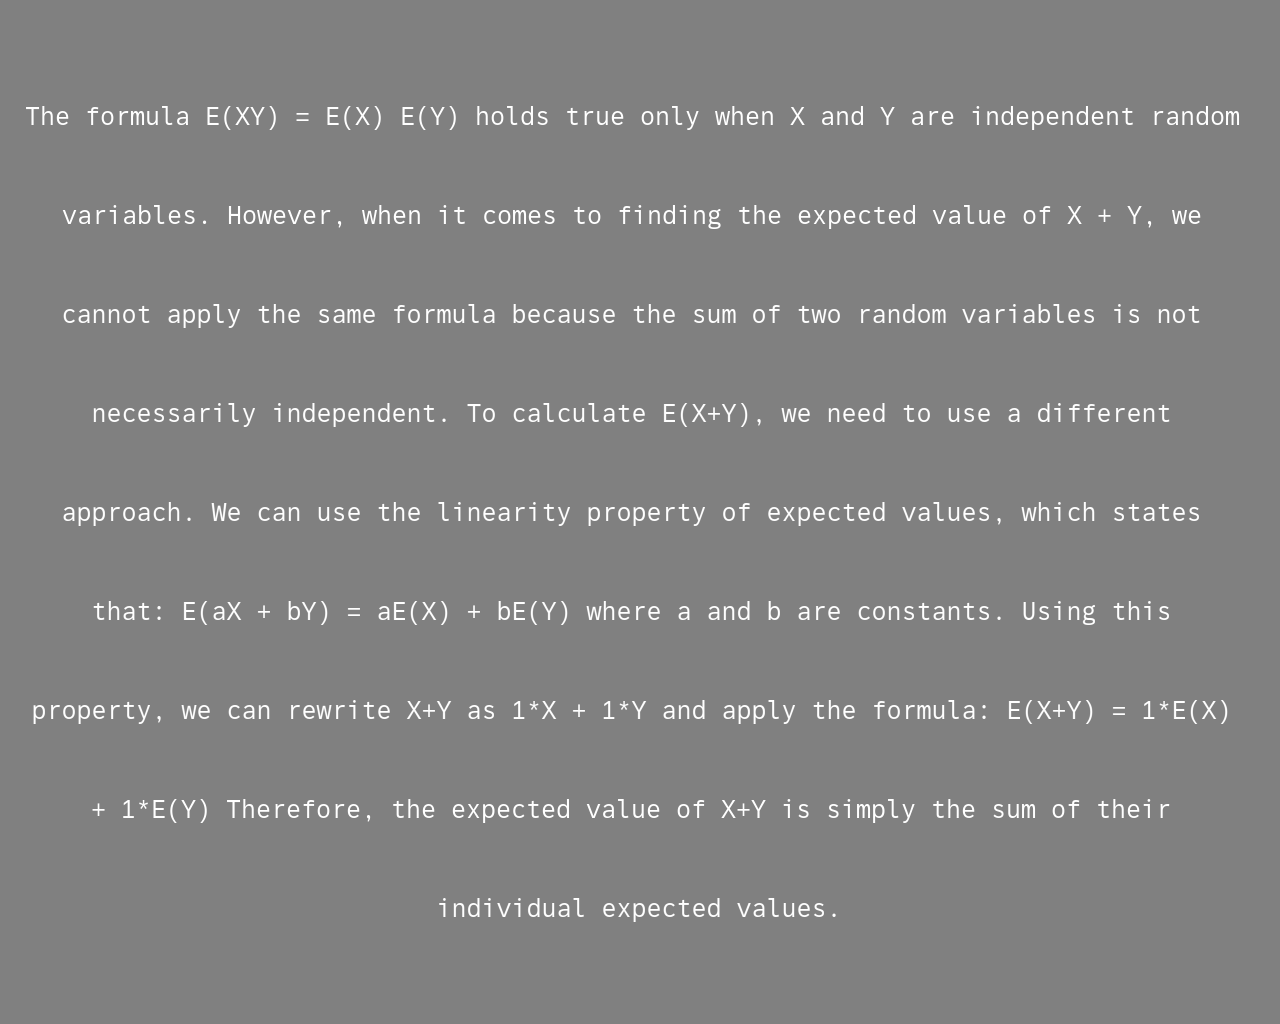 The formula E(XY) = E(X) E(Y) holds true only when X and Y are independent random
variables. However, when it comes to finding the expected value of X + Y, we
cannot apply the same formula because the sum of two random variables is not
necessarily independent. To calculate E(X+Y), we need to use a different
approach. We can use the linearity property of expected values, which states
that: E(aX + bY) = aE(X) + bE(Y) where a and b are constants. Using this
property, we can rewrite X+Y as 1*X + 1*Y and apply the formula: E(X+Y) = 1*E(X)
+ 1*E(Y) Therefore, the expected value of X+Y is simply the sum of their
individual expected values.